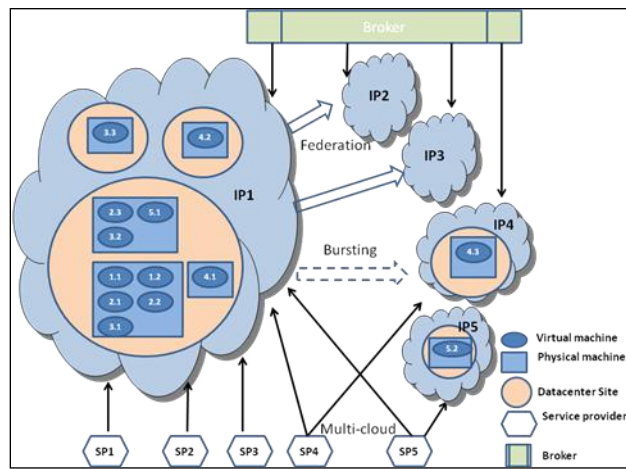 Broker
IP2
3.3
4.2
Federation
IP3
IP1
2.3
5.1
3.2
IP4
4.3
Bursting
1.1
1.2
4.1
2.1
2.2
3.1
IP5
5.2
Virtual machine
Physical machine
Datacenter Site
Service provider
Multi-cloud
SP1
SP2
SP3
SP4
SP5
Broker